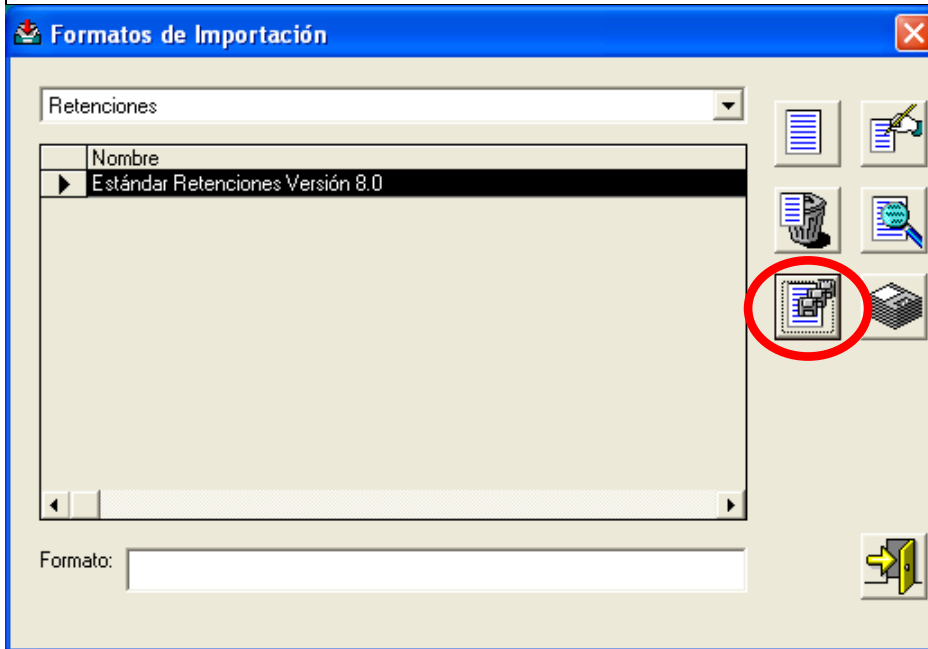 Formatos de Importación
Retenciones
Nombre
Estándar Retenciones Versión 8.0
Formato: